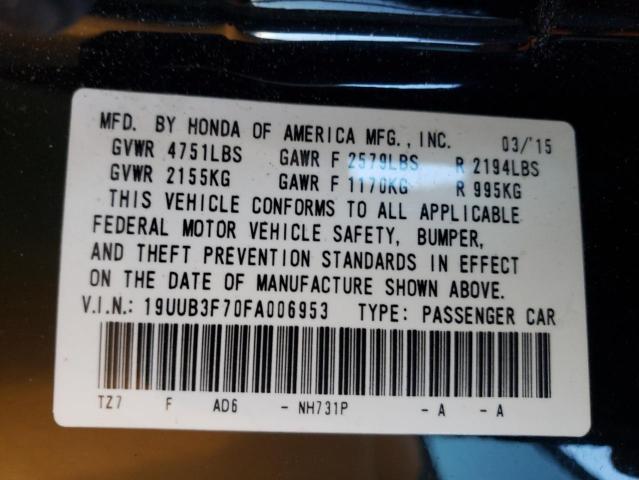 MFD. BY HONDA OF AMERICA MFG., INC. 03/'15
GVWR 4751LBS GAWR F 2579LBS R 2194LBS
GVWR 2155KG GAWR F 1170KG R 995KG
THIS VEHICLE CONFORMS TO ALL APPLICABLE
FEDERAL MOTOR VEHICLE SAFETY, BUMPER,
AND THEFT PREVENTION STANDARDS IN EFFECT
ON THE DATE OF MANUFACTURE SHOWN ABOVE.
V.I.N.: 19UUB3F70FA006953 TYPE: PASSENGER CAR
TZ7 F AD6 - NH731P - A - A